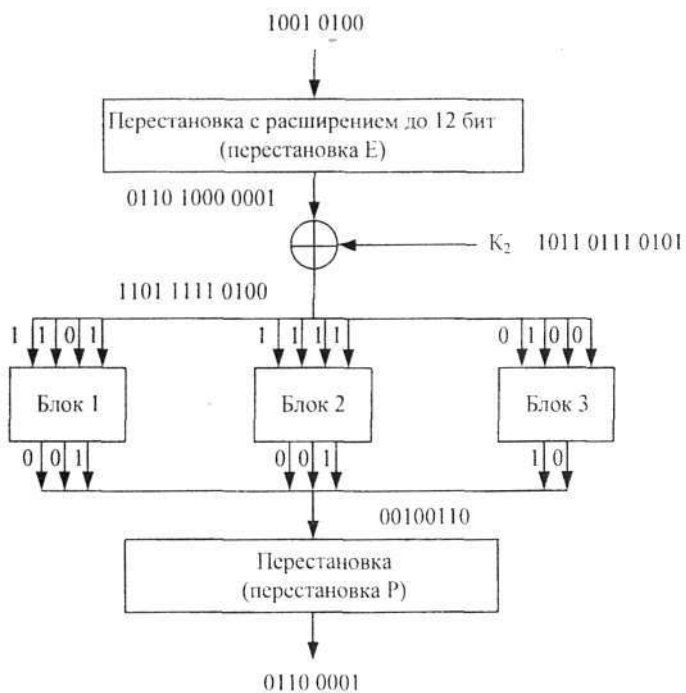 1001 0100
Перестановка с расширением до 12 бит
(перестановка E)
0110 1000 0001
K₂ 1011 0111 0101
1101 1111 0100
1 1 0 1 1 1 1 1 0 1 0 0
Блок 1 Блок 2 Блок 3
0 0 1 0 0 1 1 0
00100110
Перестановка
(перестановка P)
0110 0001